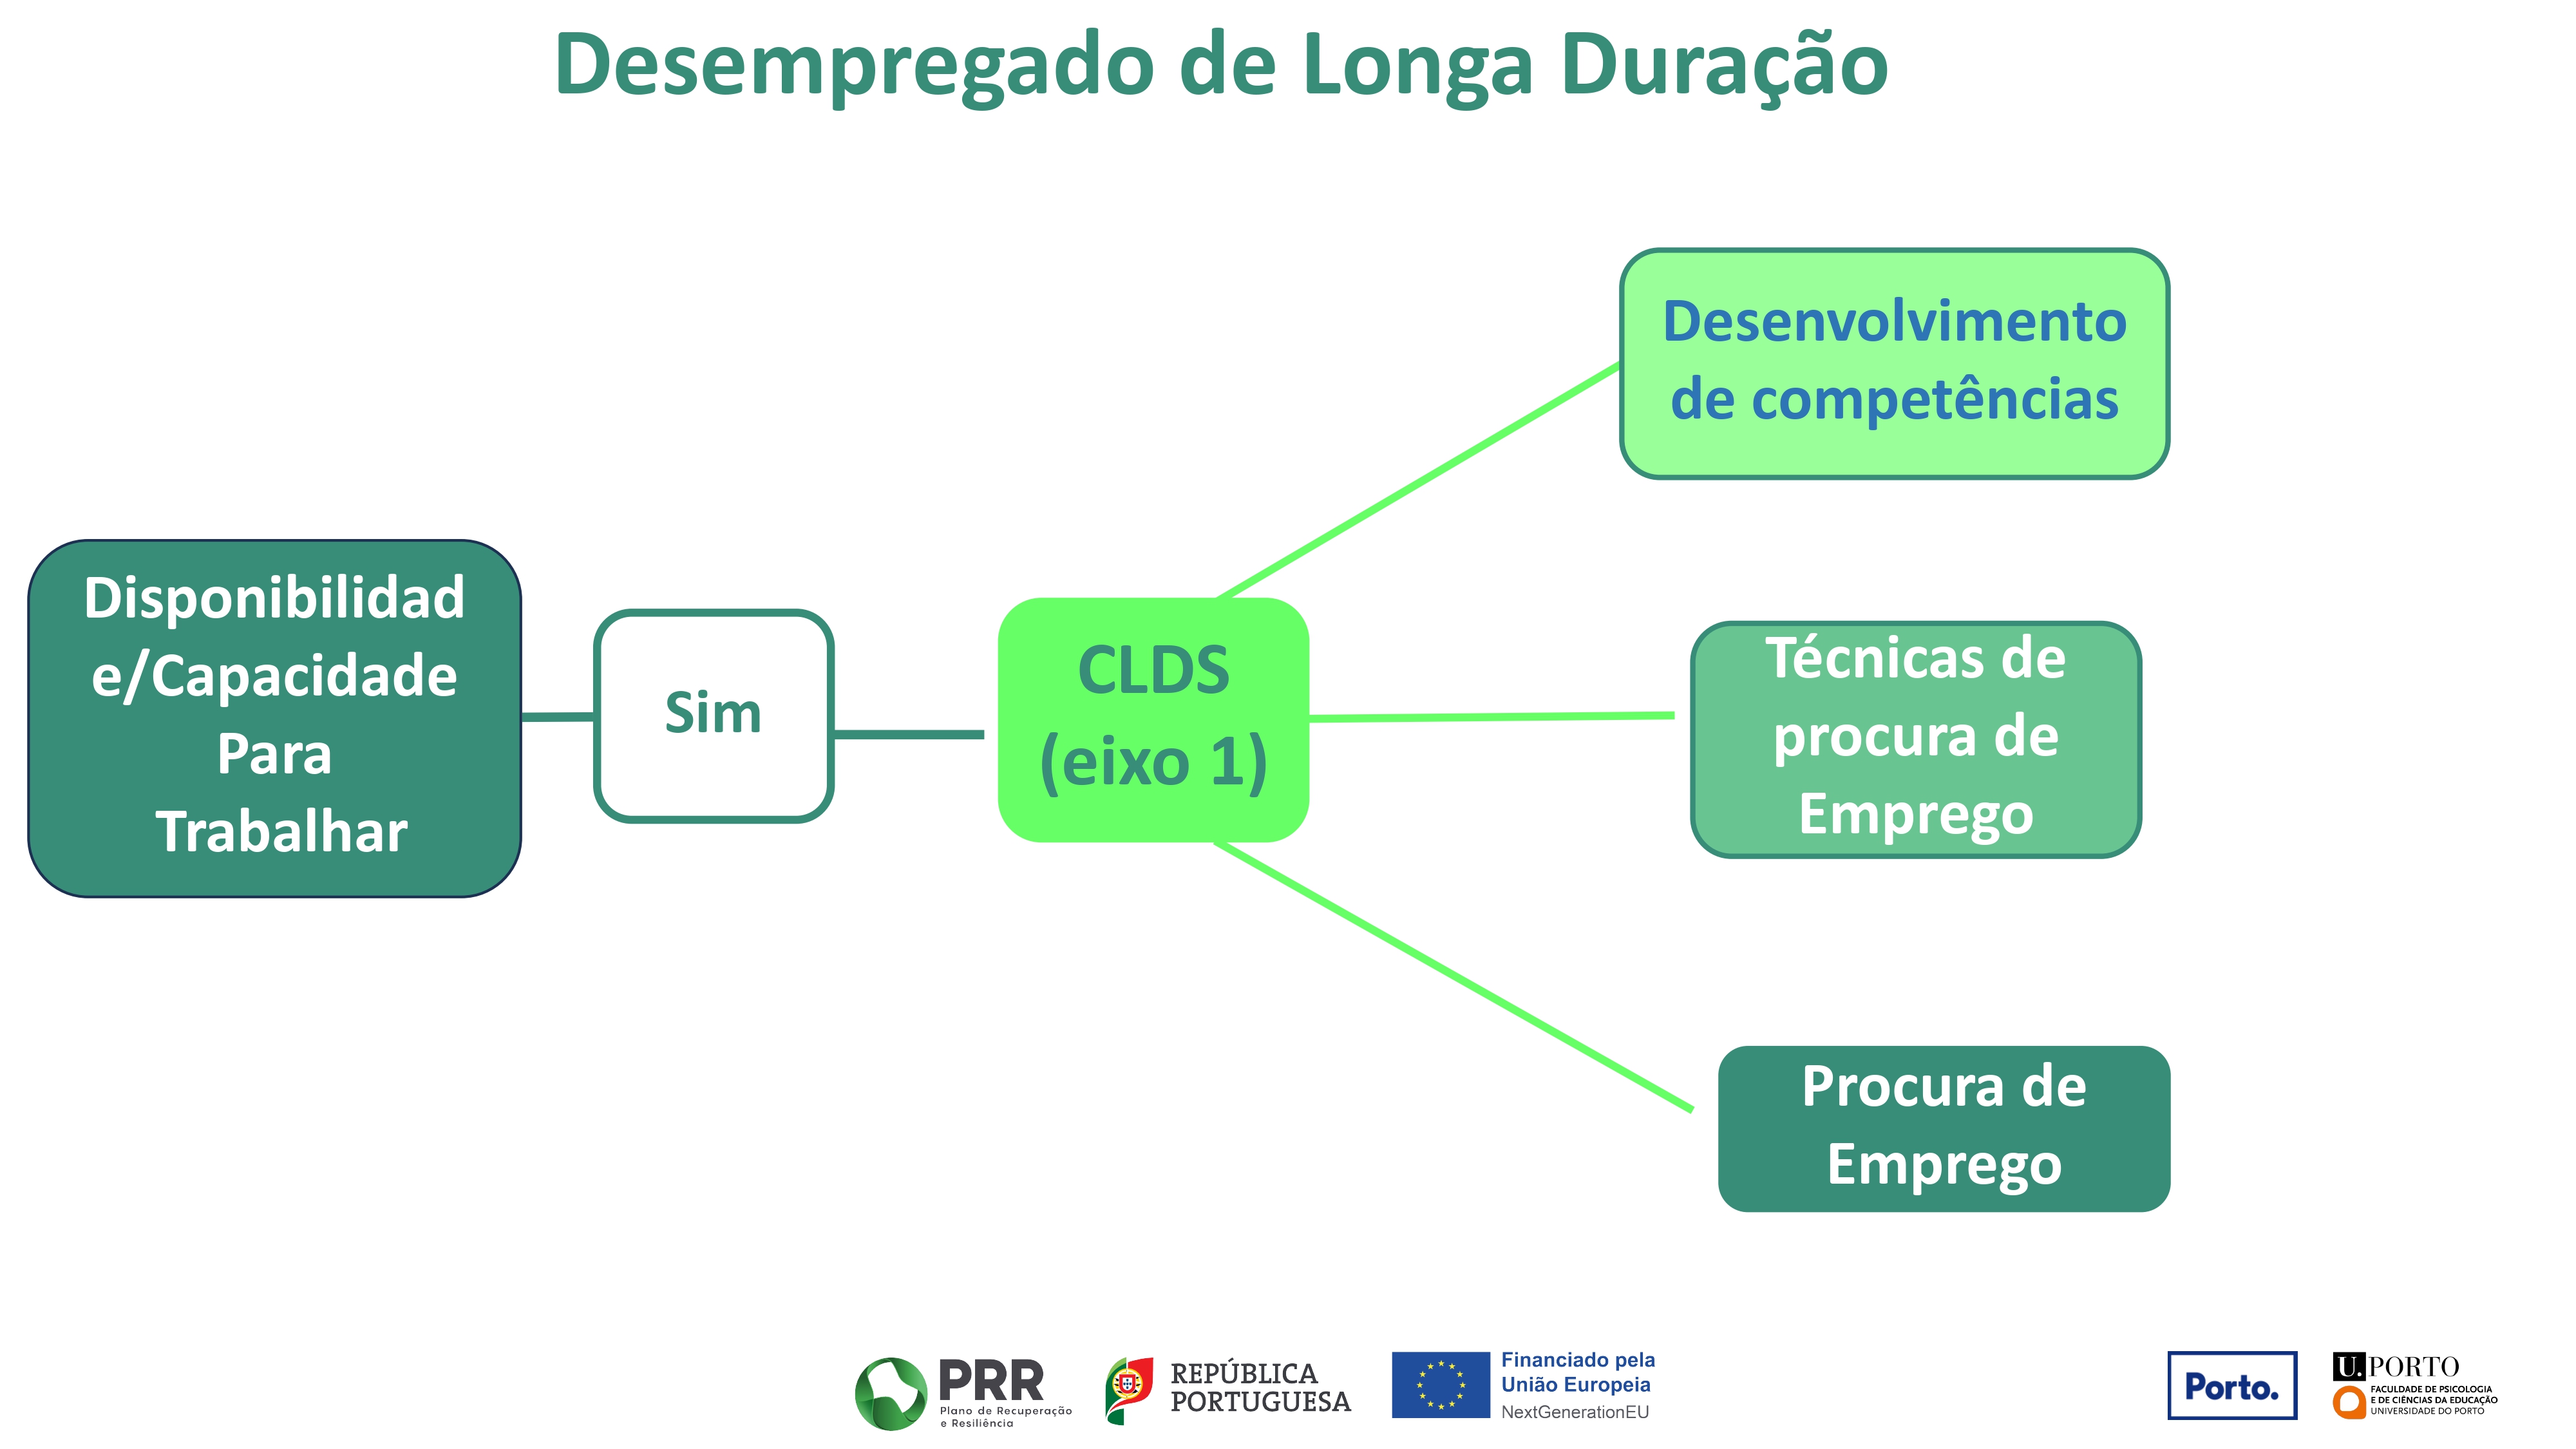 Desempregado de Longa Duração
Desenvolvimento
de competências
Disponibilidad
e/Capacidade
Para
Trabalhar
Sim
CLDS
(eixo 1)
Técnicas de
procura de
Emprego
Procura de
Emprego
PRR
Plano de Recuperação
e Resiliência
REPÚBLICA
PORTUGUESA
Financiado pela
União Europeia
NextGenerationEU
Porto.
U.PORTO
FACULDADE DE PSICOLOGIA
E DE CIÊNCIAS DA EDUCAÇÃO
UNIVERSIDADE DO PORTO